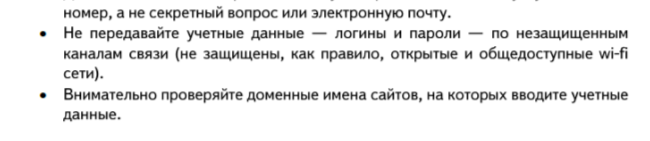 номер, а не секретный вопрос или электронную почту.
• Не передавайте учетные данные — логины и пароли — по незащищенным
каналам связи (не защищены, как правило, открытые и общедоступные wi-fi
сети).
• Внимательно проверяйте доменные имена сайтов, на которых вводите учетные
данные.